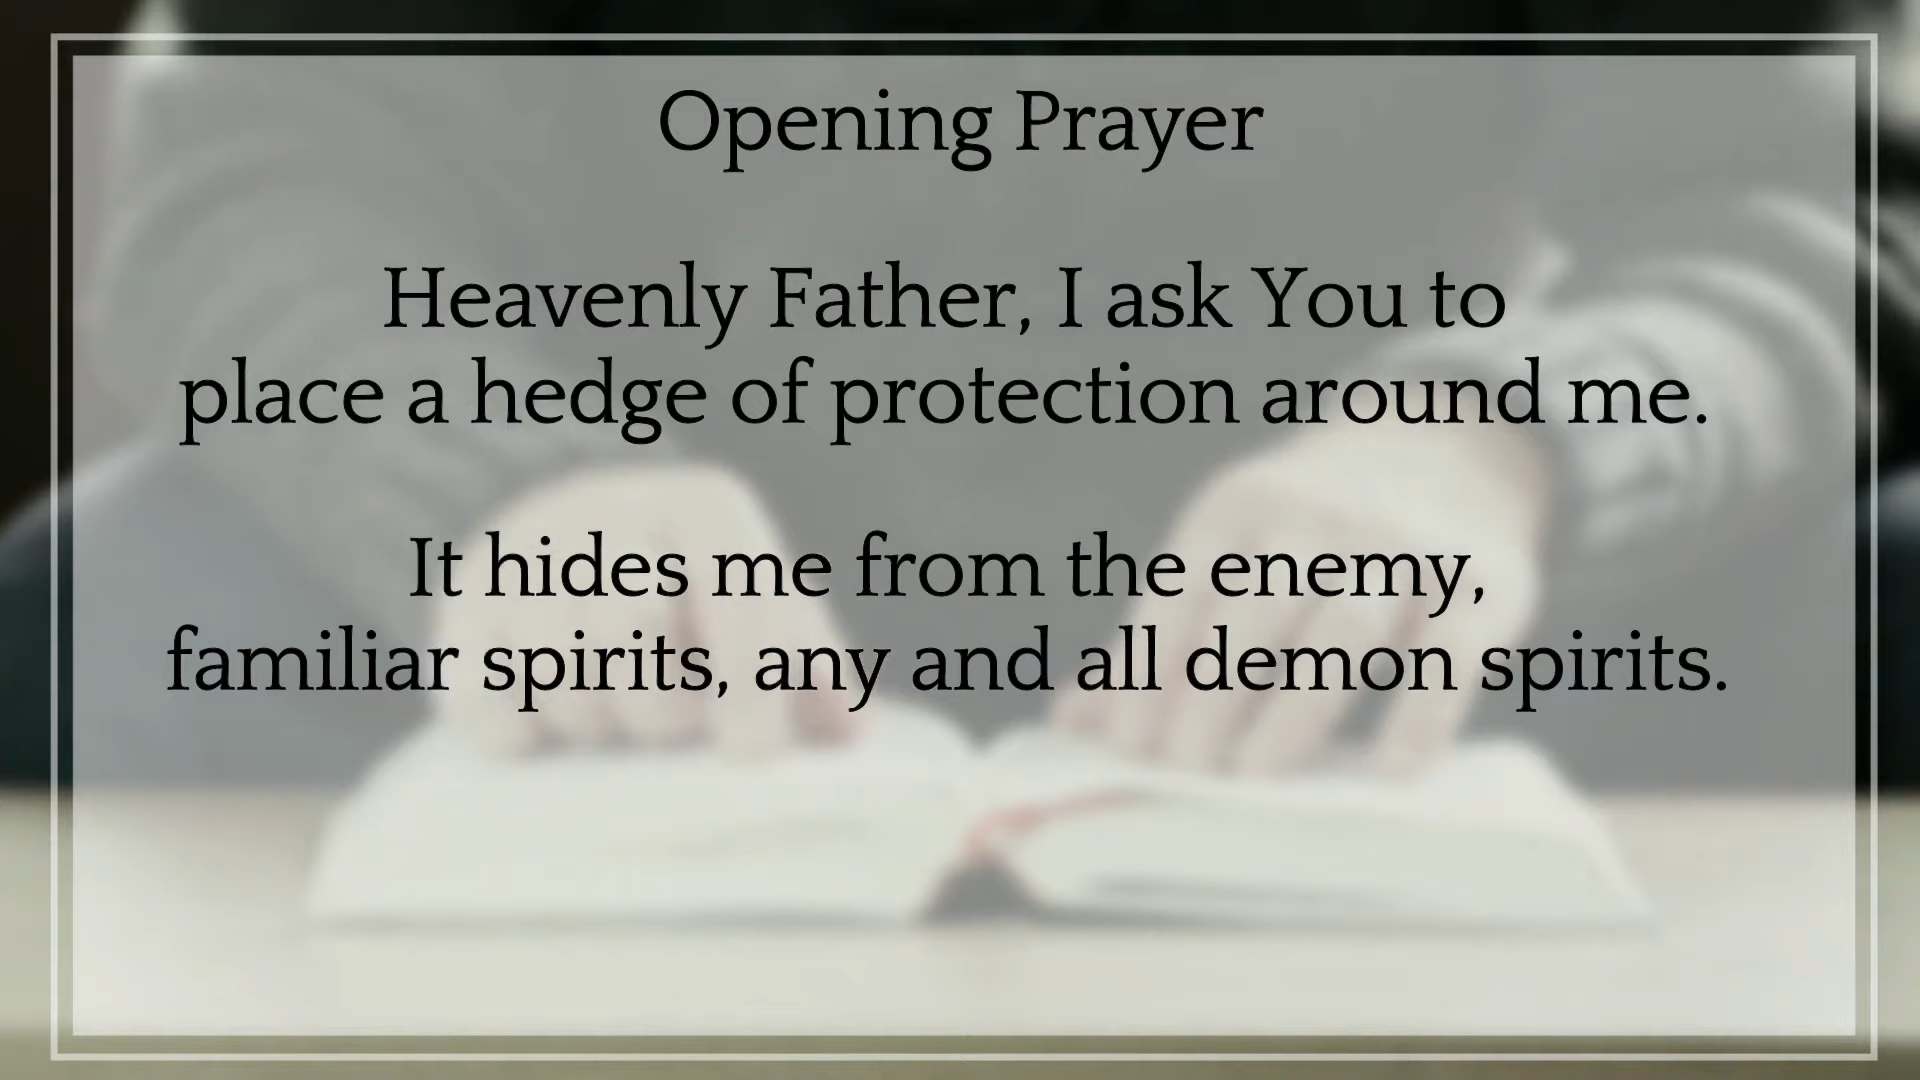 Opening Prayer
Heavenly Father, I ask You to
place a hedge of protection around me.
It hides me from the enemy,
familiar spirits, any and all demon spirits.